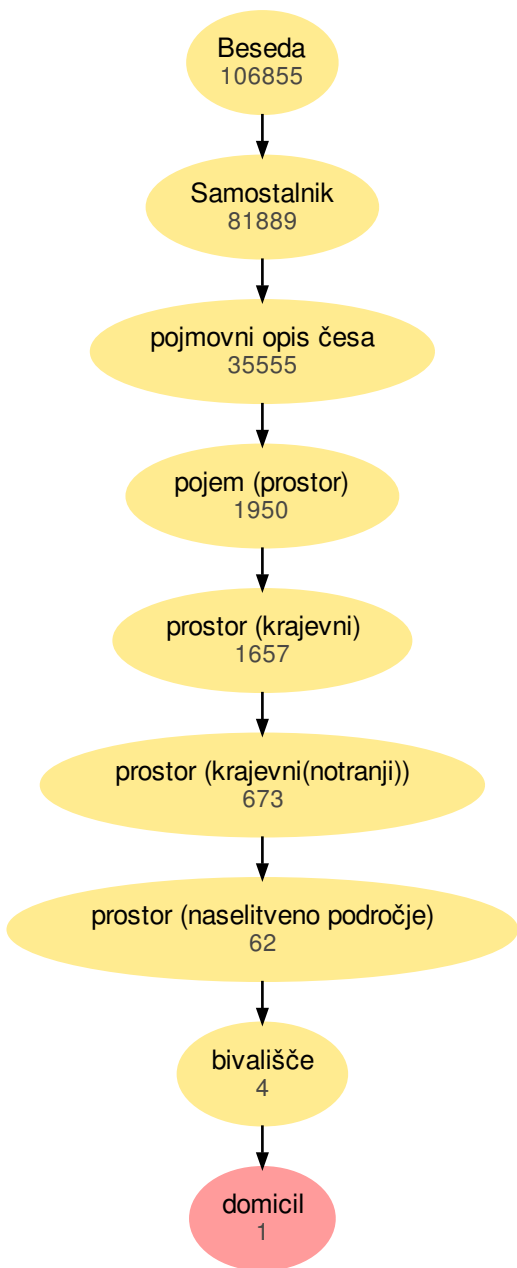 Beseda
106855
Samostalnik
81889
pojmovni opis česa
35555
pojem (prostor)
1950
prostor (krajevni)
1657
prostor (krajevni(notranji))
673
prostor (naselitveno področje)
62
bivališče
4
domicil
1